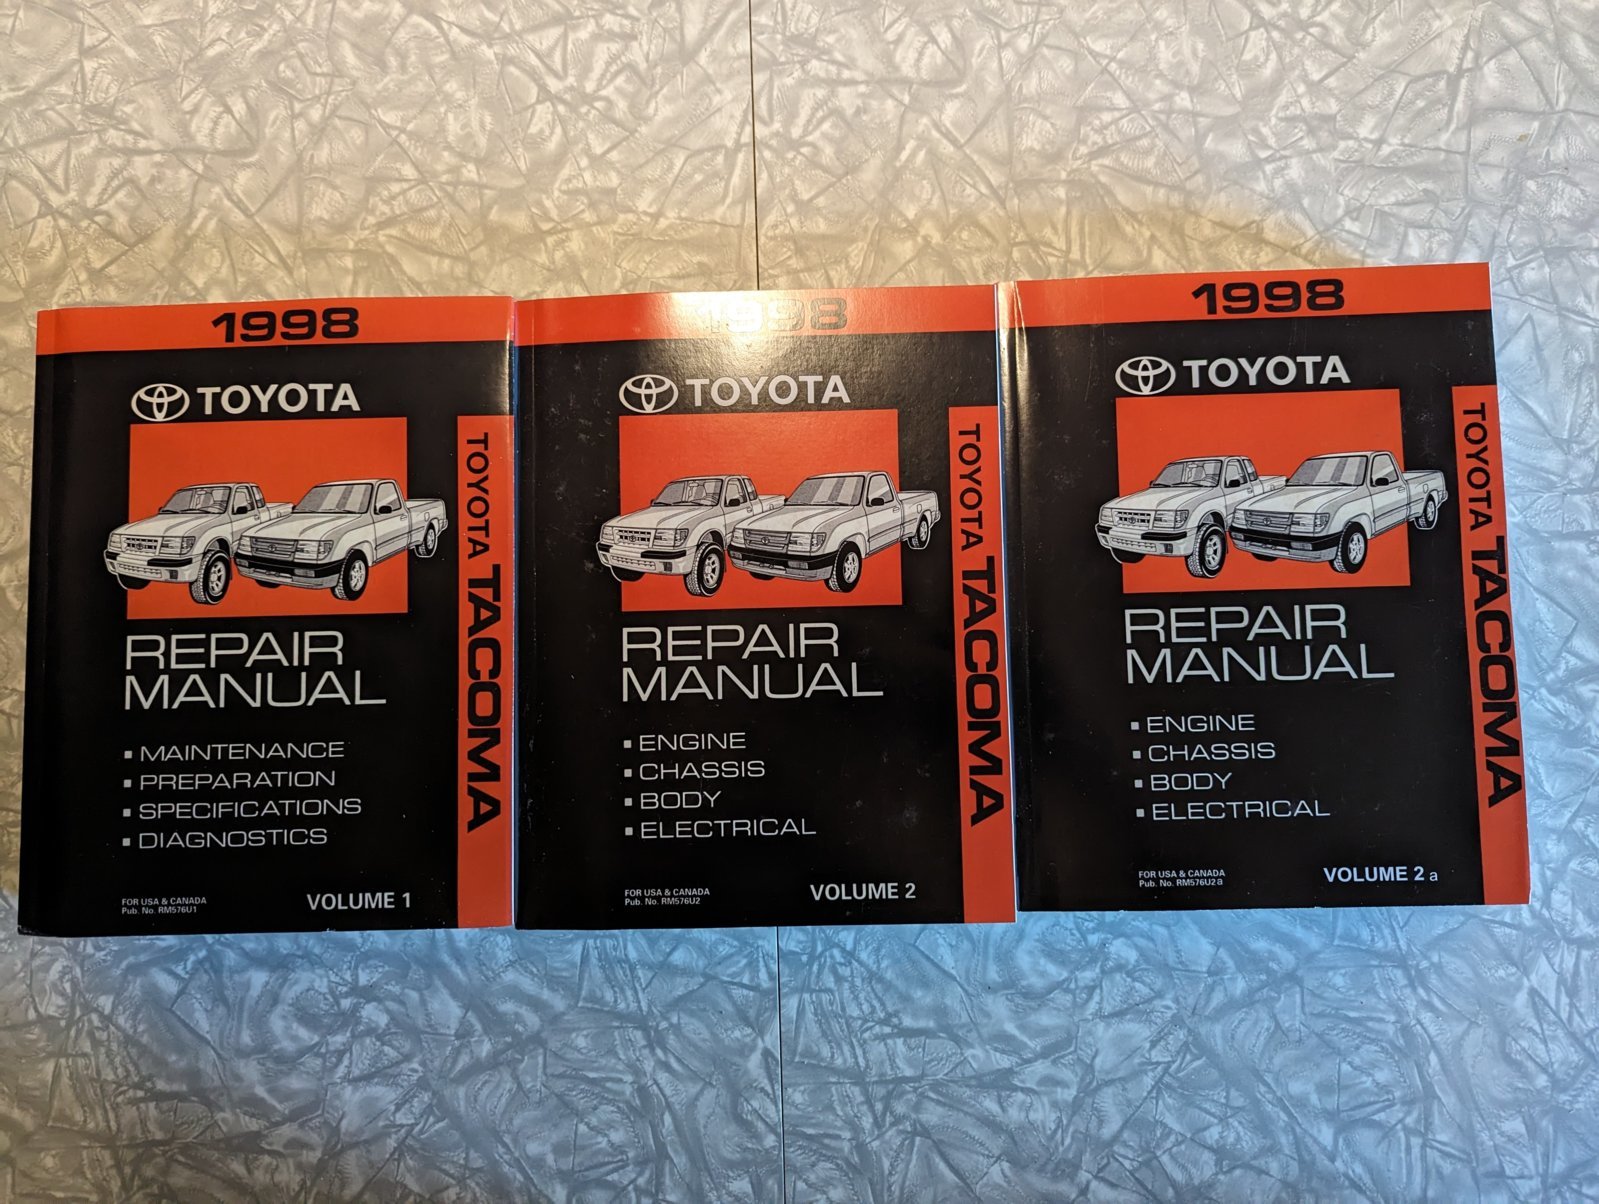 1998
TOYOTA
TOYOTA TACOMA
REPAIR
MANUAL
▪ MAINTENANCE
▪ PREPARATION
▪ SPECIFICATIONS
▪ DIAGNOSTICS
FOR USA & CANADA
Pub. No. RM576U1
VOLUME 1
1998
TOYOTA
TOYOTA TACOMA
REPAIR
MANUAL
▪ ENGINE
▪ CHASSIS
▪ BODY
▪ ELECTRICAL
FOR USA & CANADA
Pub. No. RM576U2
VOLUME 2
1998
TOYOTA
TOYOTA TACOMA
REPAIR
MANUAL
▪ ENGINE
▪ CHASSIS
▪ BODY
▪ ELECTRICAL
FOR USA & CANADA
Pub. No. RM576U2 a
VOLUME 2 a